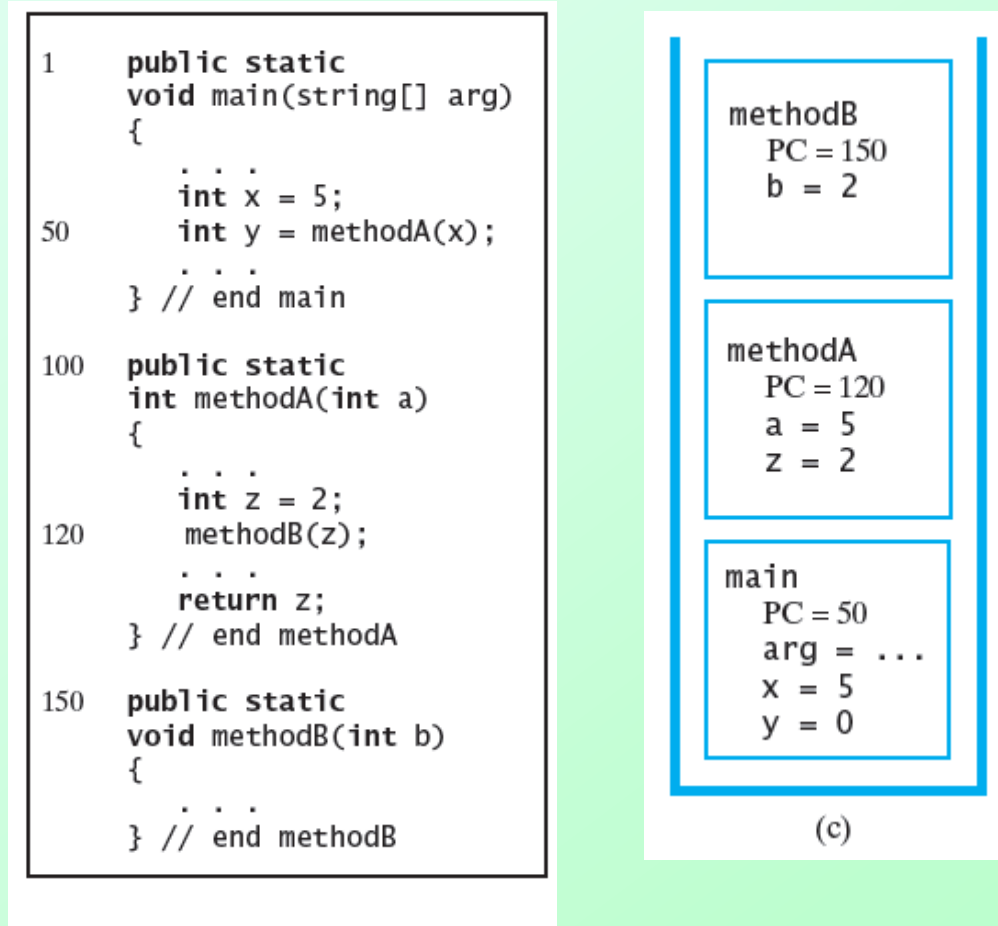 1 public static
void main(string[] arg)
{
. . .
int x = 5;
50 int y = methodA(x);
. . .
} // end main
100 public static
int methodA(int a)
{
. . .
int z = 2;
120 methodB(z);
. . .
return z;
} // end methodA
150 public static
void methodB(int b)
{
. . .
} // end methodB
methodB
PC = 150
b = 2
methodA
PC = 120
a = 5
z = 2
main
PC = 50
arg = ...
x = 5
y = 0
(c)